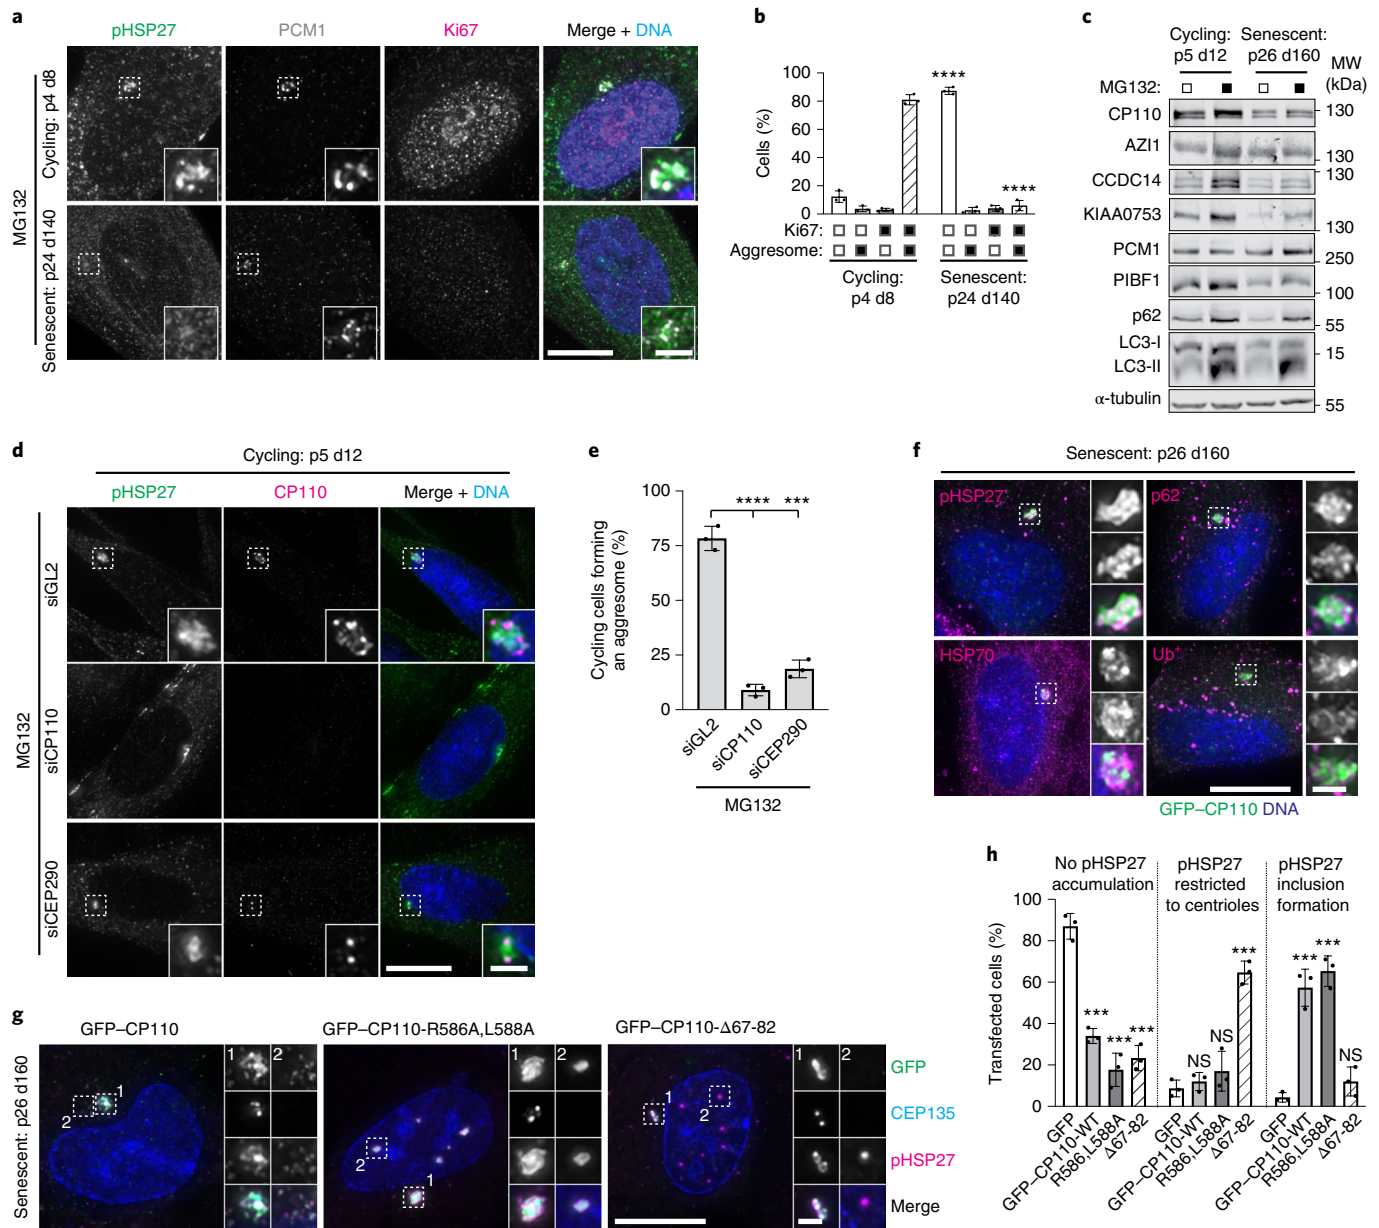 a
pHSP27
PCM1
Ki67
Merge + DNA
MG132
Cycling: p4 d8
Senescent: p24 d140
b
Cells (%)
100
80
60
40
20
0
****
****
Ki67:
Aggresome:
Cycling:
p4 d8
Senescent:
p24 d140
c
Cycling:
p5 d12
Senescent:
p26 d160
MW
(kDa)
MG132:
CP110
130
AZI1
130
CCDC14
130
KIAA0753
130
PCM1
250
PIBF1
100
p62
55
LC3-I
15
LC3-II
α-tubulin
55
d
Cycling: p5 d12
pHSP27
CP110
Merge + DNA
MG132
siGL2
siCP110
siCEP290
e
Cycling cells forming
an aggresome (%)
100
75
50
25
0
****
***
siGL2
siCP110
siCEP290
MG132
f
Senescent: p26 d160
pHSP27
p62
HSP70
Ub+
GFP–CP110 DNA
g
Senescent: p26 d160
GFP–CP110
GFP–CP110-R586A,L588A
GFP–CP110-Δ67-82
1
2
1
2
1
2
1
2
1
2
1
2
GFP
CEP135
pHSP27
Merge
h
No pHSP27
accumulation
pHSP27
restricted
to centrioles
pHSP27
inclusion
formation
Transfected cells (%)
100
80
60
40
20
0
***
***
***
NS
NS
***
***
***
NS
GFP
GFP–CP110-WT
R586,L588A
Δ67-82
GFP
GFP–CP110-WT
R586,L588A
Δ67-82
GFP
GFP–CP110-WT
R586,L588A
Δ67-82